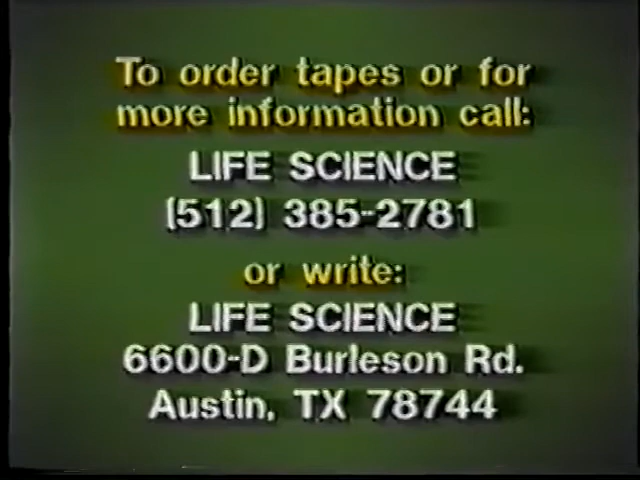 To order tapes or for
more information call:
LIFE SCIENCE
(512) 385-2781
or write:
LIFE SCIENCE
6600-D Burleson Rd.
Austin, TX 78744